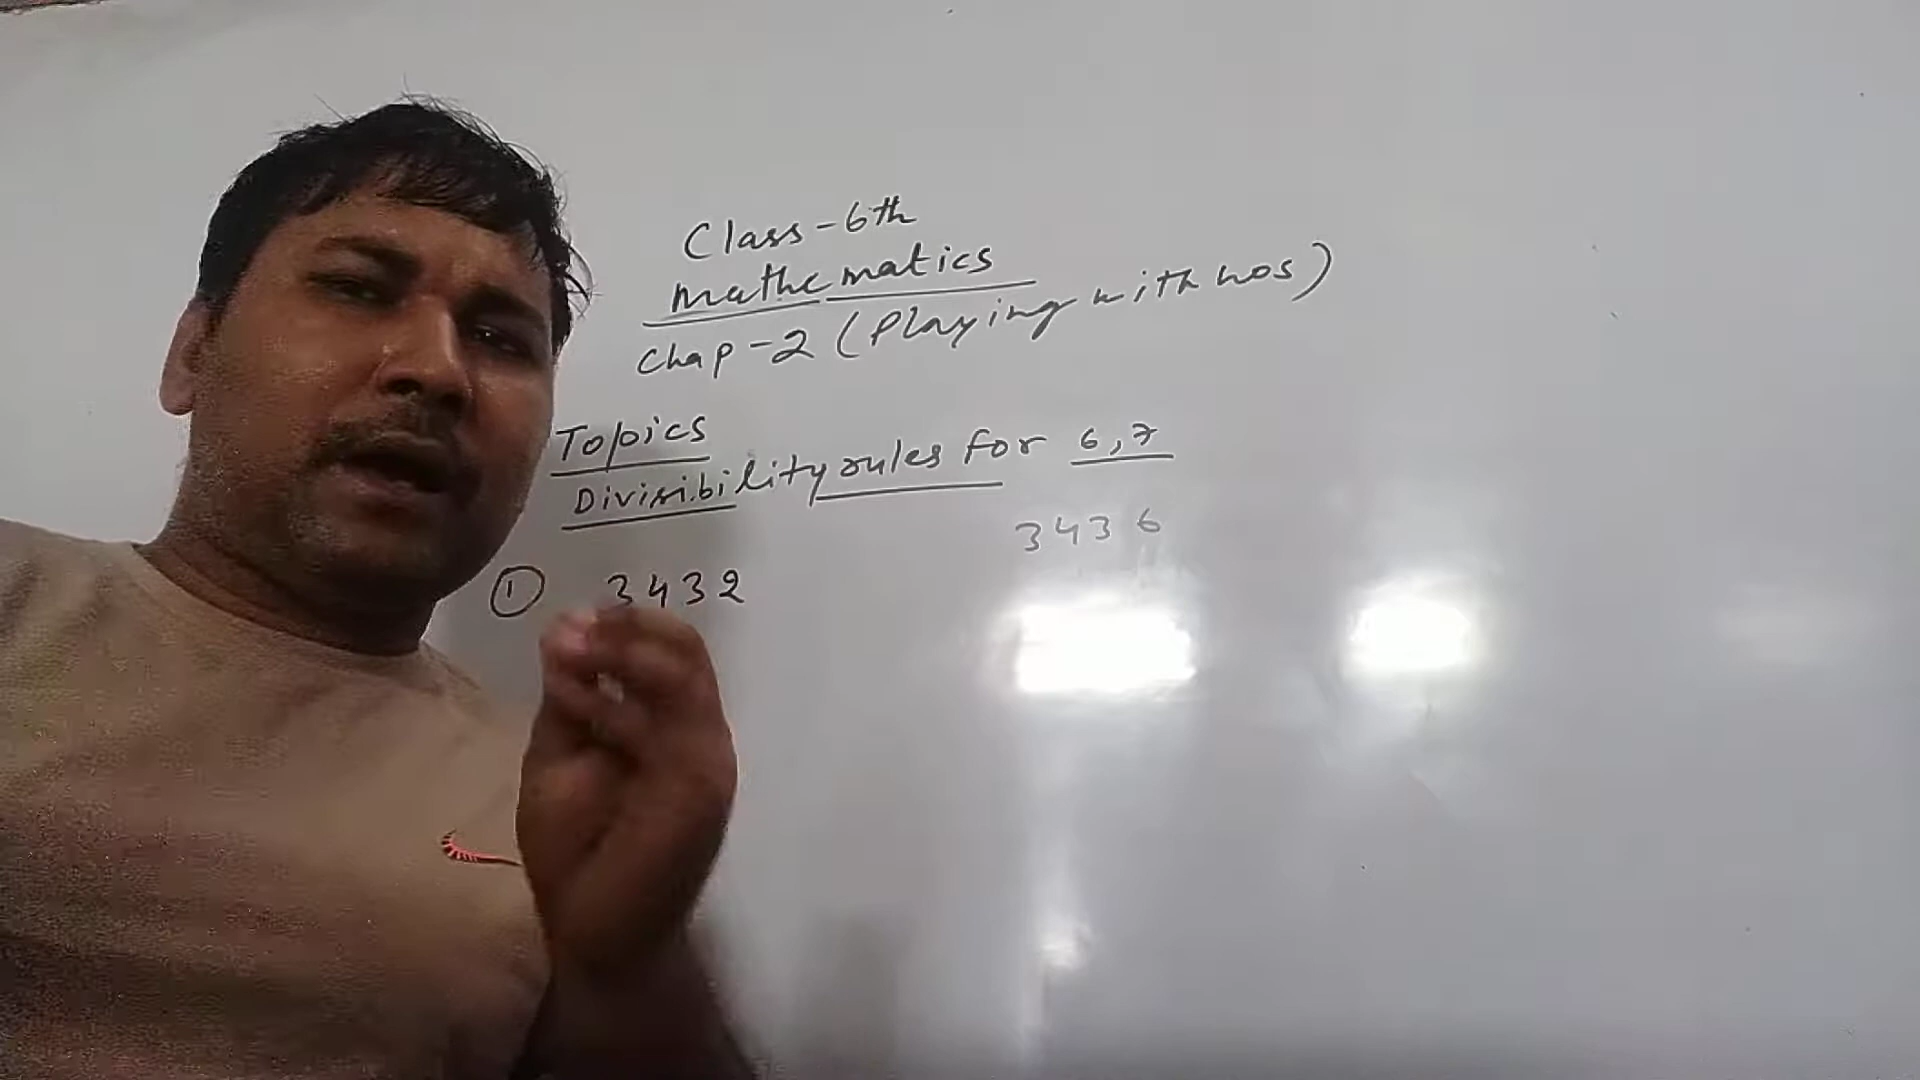 Class-6th
Mathematics
Chap-2 (Playing with nos)
Topics
Divisibility rules for 6,7
3436
① 3432